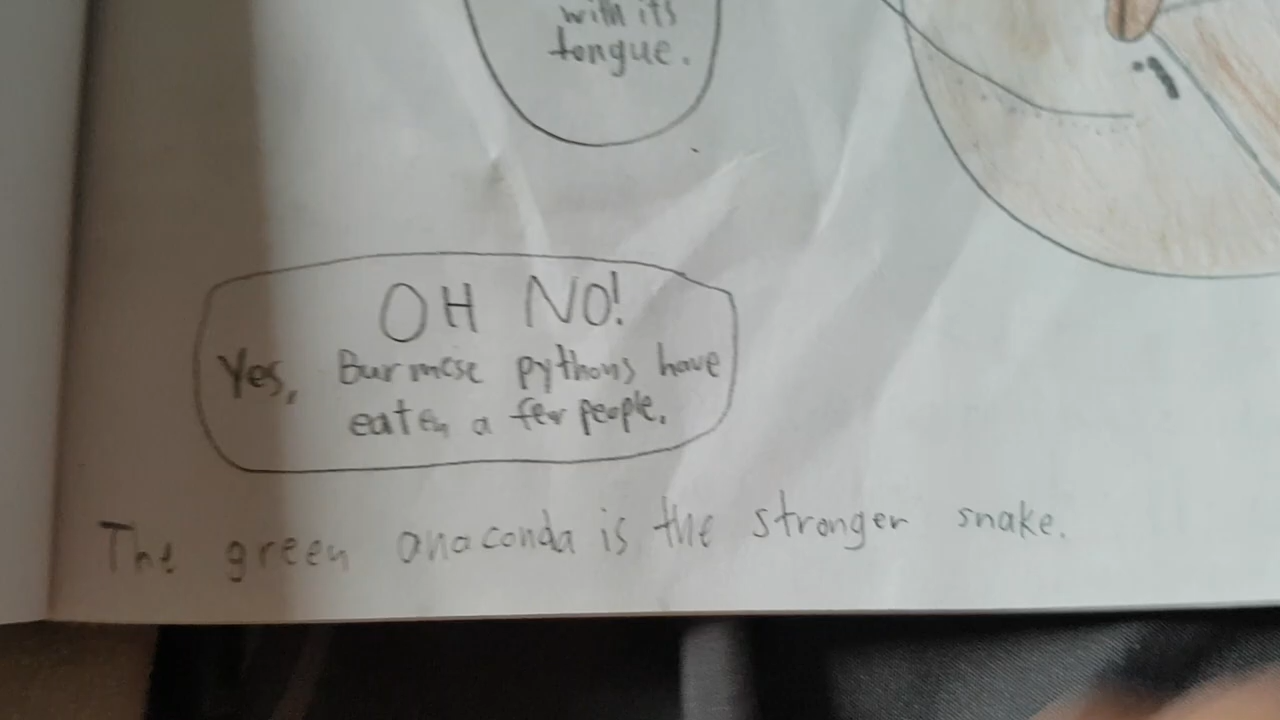 with its
tongue.
OH NO!
Yes, Burmese pythons have
eaten a few people.
The green anaconda is the stronger snake.